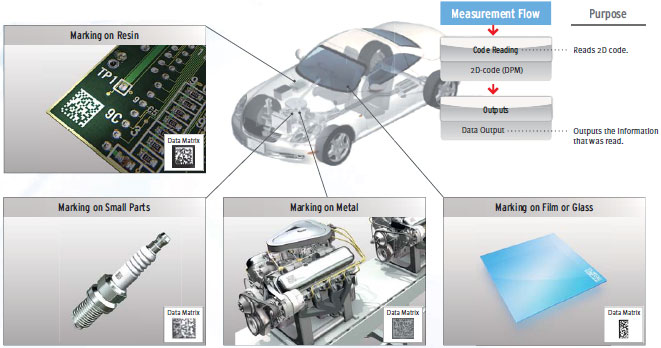 Marking on Resin
TP1
9C
Data Matrix
Measurement Flow
Purpose
Code Reading
Reads 2D code.
2D-code (DPM)
Outputs
Data Output
Outputs the information
that was read.
Marking on Small Parts
Data Matrix
Marking on Metal
Data Matrix
Marking on Film or Glass
Data Matrix